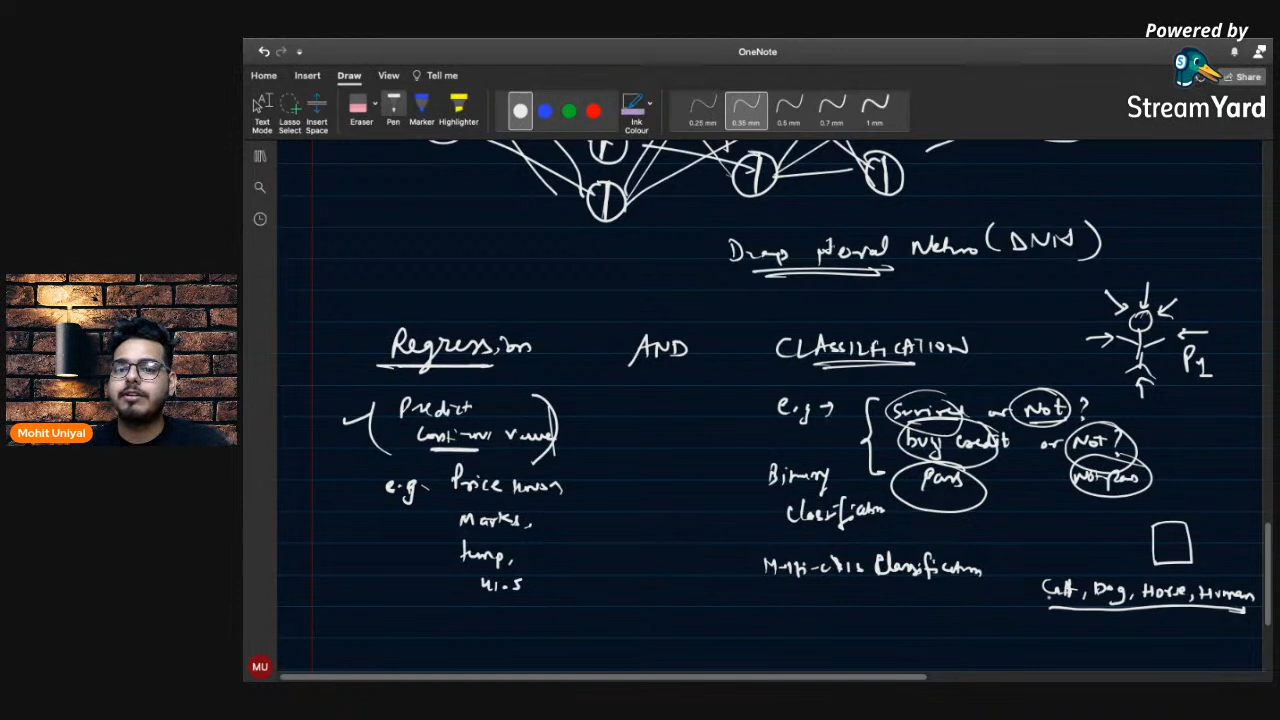 Powered by
StreamYard
OneNote
Home Insert Draw View Tell me
Share
Text Mode
Lasso Select
Insert Space
Eraser
Pen
Marker
Highlighter
Ink Colour
0.25 mm
0.35 mm
0.5 mm
0.7 mm
1 mm
Deep Neural Networ (DNN)
Regression AND CLASSIFICATION
P1
Predict
e.g → Survived or Not?
value
buy credit or Not?
e.g. Price House
Binary
Pass Not pass
Classification
Marks,
temp,
41.5
Multi-class Classification
Cat, Dog, Horse, Human
Mohit Uniyal
MU